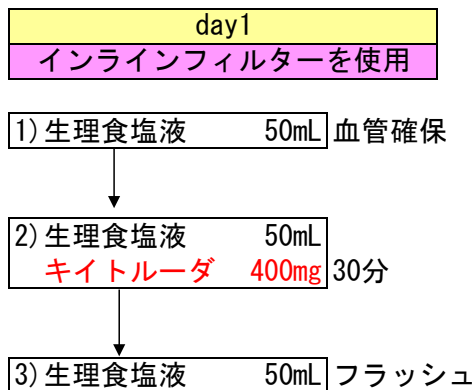 day1
インラインフィルターを使用
1)生理食塩液 50mL 血管確保
2)生理食塩液 50mL
キイトルーダ 400mg 30分
3)生理食塩液 50mL フラッシュ